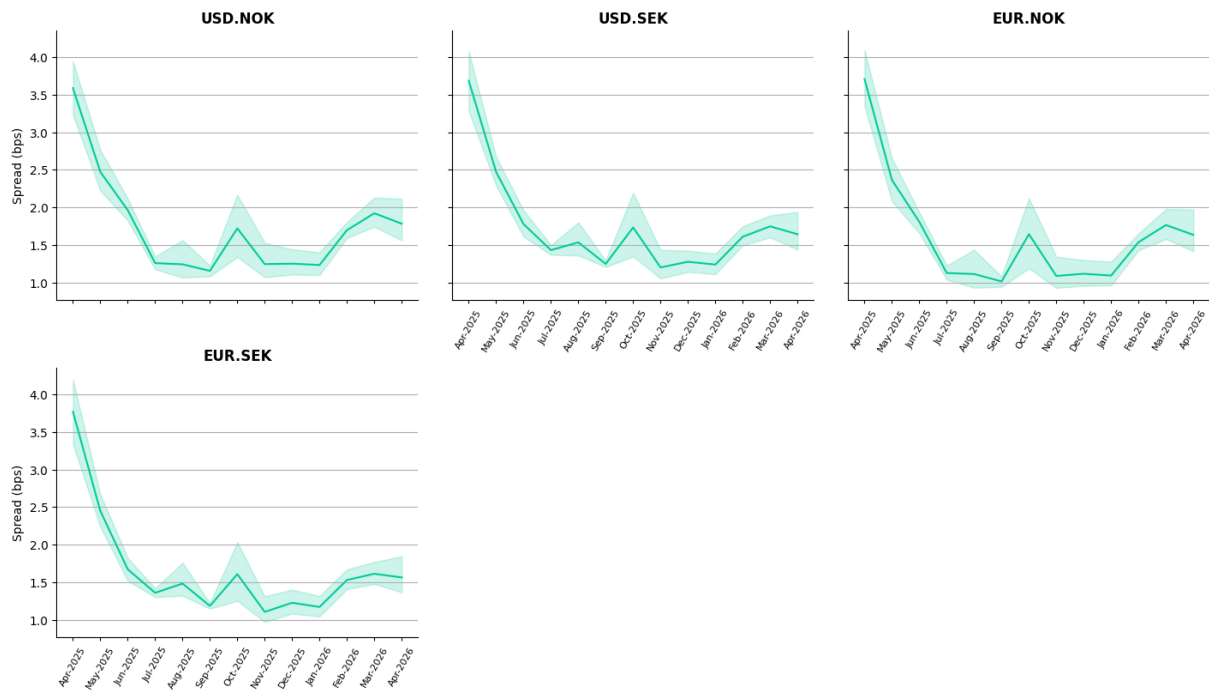 USD.NOK
USD.SEK
EUR.NOK
Spread (bps)
4.0
3.5
3.0
2.5
2.0
1.5
1.0
Apr-2025
May-2025
Jun-2025
Jul-2025
Aug-2025
Sep-2025
Oct-2025
Nov-2025
Dec-2025
Jan-2026
Feb-2026
Mar-2026
Apr-2026
Apr-2025
May-2025
Jun-2025
Jul-2025
Aug-2025
Sep-2025
Oct-2025
Nov-2025
Dec-2025
Jan-2026
Feb-2026
Mar-2026
Apr-2026
EUR.SEK
Spread (bps)
4.0
3.5
3.0
2.5
2.0
1.5
1.0
Apr-2025
May-2025
Jun-2025
Jul-2025
Aug-2025
Sep-2025
Oct-2025
Nov-2025
Dec-2025
Jan-2026
Feb-2026
Mar-2026
Apr-2026